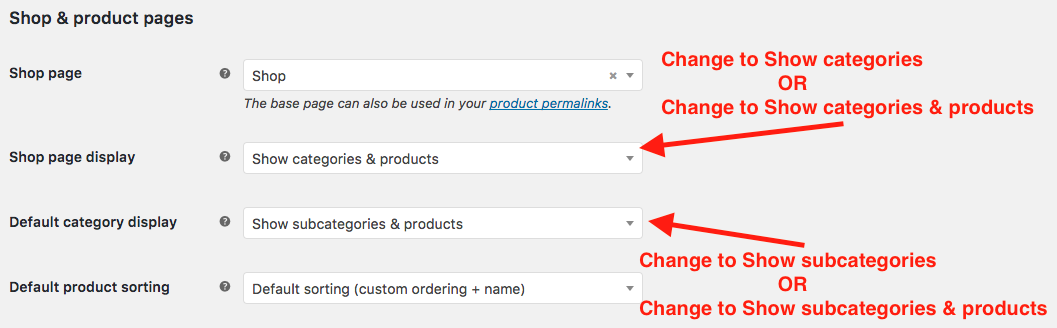 Shop & product pages
Shop page
Shop
The base page can also be used in your product permalinks.
Change to Show categories
OR
Change to Show categories & products
Shop page display
Show categories & products
Default category display
Show subcategories & products
Change to Show subcategories
OR
Change to Show subcategories & products
Default product sorting
Default sorting (custom ordering + name)